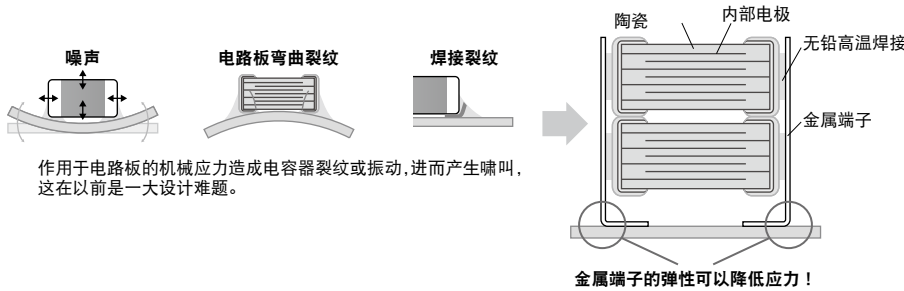 噪声
电路板弯曲裂纹
焊接裂纹
作用于电路板的机械应力造成电容器裂纹或振动,进而产生啸叫,
这在以前是一大设计难题。
陶瓷
内部电极
无铅高温焊接
金属端子
金属端子的弹性可以降低应力！